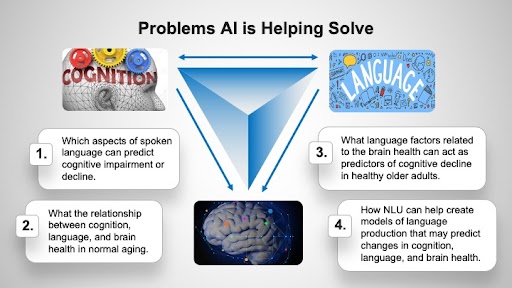 Problems AI is Helping Solve
COGNITION
LANGUAGE
1.
Which aspects of spoken
language can predict
cognitive impairment or
decline.
2.
What the relationship
between cognition,
language, and brain
health in normal aging.
3.
What language factors related
to the brain health can act as
predictors of cognitive decline
in healthy older adults.
4.
How NLU can help create
models of language
production that may predict
changes in cognition,
language, and brain health.